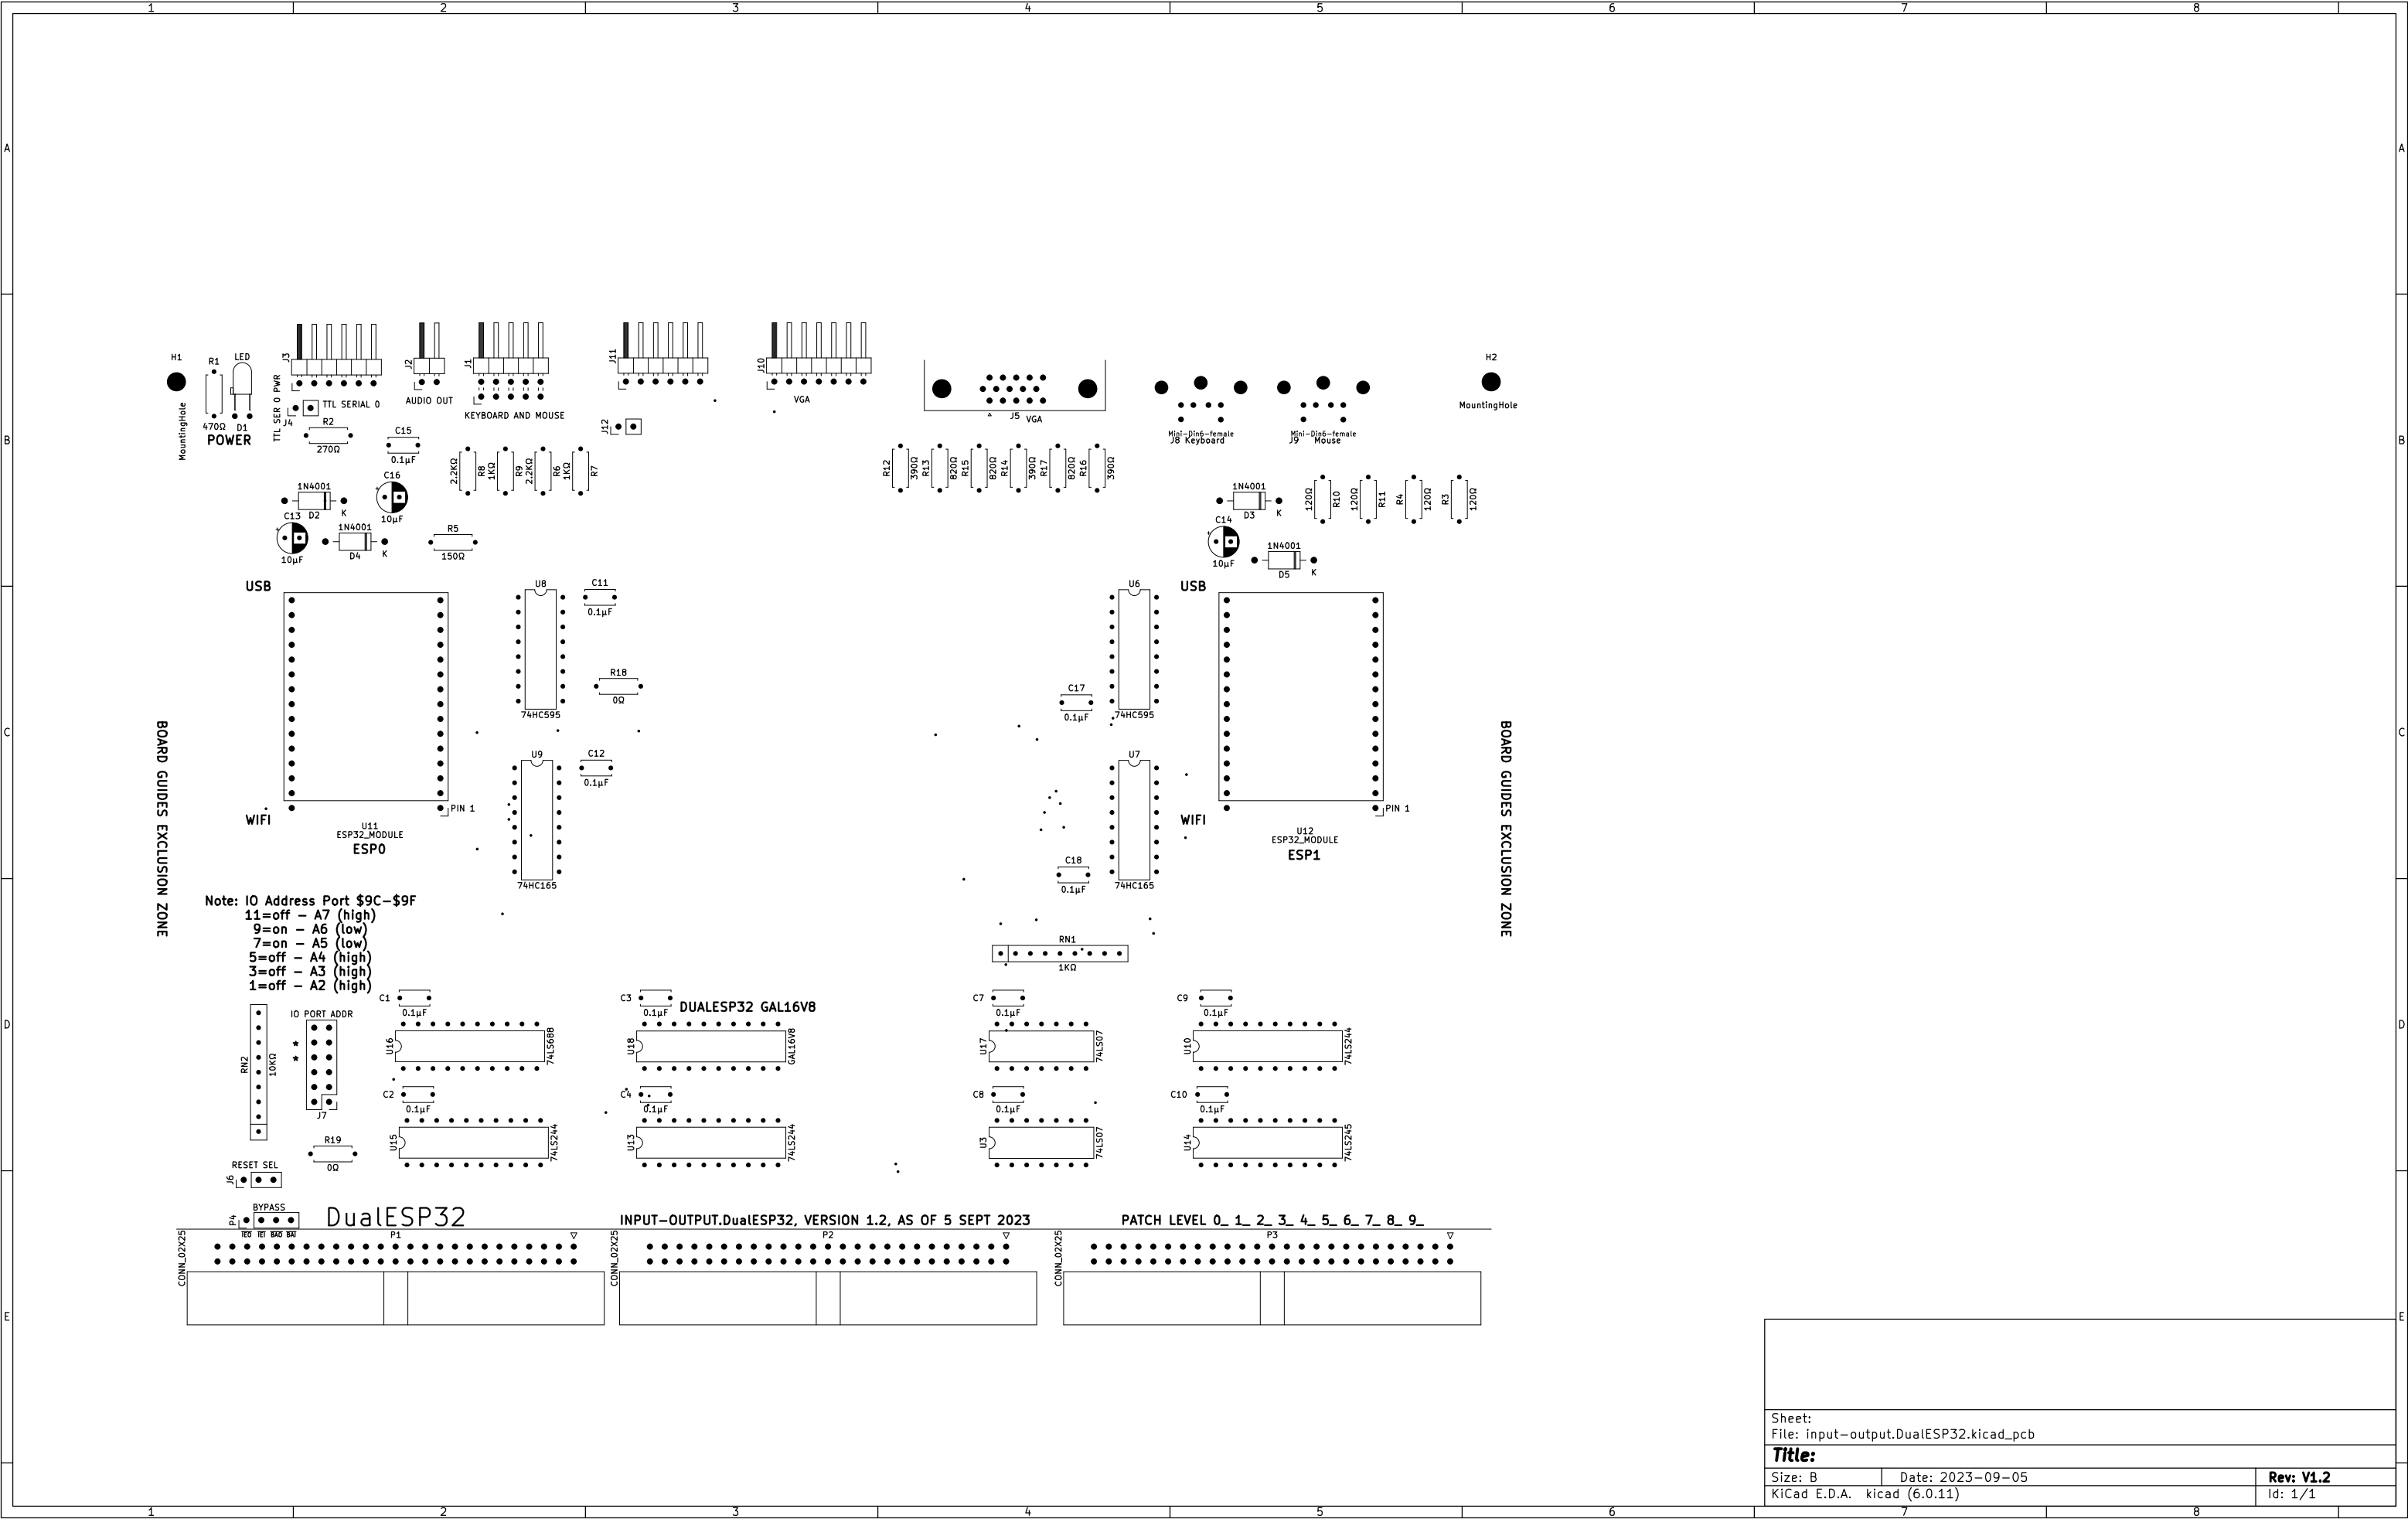 1 2 3 4 5 6 7 8
A A
B B
C C
D D
E E
H1
MountingHole
R1
470Ω
LED
D1
POWER
J3
TTL SER 0 PWR
J4
TTL SERIAL 0
R2
270Ω
J2
AUDIO OUT
J1
KEYBOARD AND MOUSE
J11
J12
J10
VGA
J5
VGA
Mini-Din6-female
J8 Keyboard
Mini-Din6-female
J9 Mouse
H2
MountingHole
C15
0.1µF
C16
10µF
1N4001
D2
K
C13
10µF
1N4001
D4
K
R5
150Ω
2.2KΩ
R8
1KΩ
R9
2.2KΩ
R6
1KΩ
R7
R12
390Ω
R13
820Ω
R15
820Ω
R14
390Ω
R17
820Ω
R16
390Ω
1N4001
D3
K
C14
10µF
1N4001
D5
K
120Ω
R10
120Ω
R11
R4
120Ω
R3
120Ω
USB
WIFI
PIN 1
U11
ESP32_MODULE
ESP0
U8
74HC595
C11
0.1µF
R18
0Ω
U9
74HC165
C12
0.1µF
U6
74HC595
C17
0.1µF
U7
74HC165
C18
0.1µF
USB
WIFI
PIN 1
U12
ESP32_MODULE
ESP1
BOARD GUIDES EXCLUSION ZONE
BOARD GUIDES EXCLUSION ZONE
Note: IO Address Port $9C-$9F
11=off - A7 (high)
9=on - A6 (low)
7=on - A5 (low)
5=off - A4 (high)
3=off - A3 (high)
1=off - A2 (high)
RN1
1KΩ
RN2
10KΩ
IO PORT ADDR
*
*
J7
C1
0.1µF
U16
74LS688
C2
0.1µF
U15
74LS244
C3
0.1µF
DUALESP32 GAL16V8
U18
GAL16V8
C4
0.1µF
U13
74LS244
C7
0.1µF
U17
74LS07
C8
0.1µF
U3
74LS07
C9
0.1µF
U10
74LS244
C10
0.1µF
U14
74LS245
R19
0Ω
RESET SEL
J6
BYPASS
P4
IEO IEI BAO BAI
DualESP32
INPUT-OUTPUT.DualESP32, VERSION 1.2, AS OF 5 SEPT 2023
PATCH LEVEL 0_ 1_ 2_ 3_ 4_ 5_ 6_ 7_ 8_ 9_
CONN_02X25
P1
CONN_02X25
P2
CONN_02X25
P3
Sheet:
File: input-output.DualESP32.kicad_pcb
Title:
Size: B Date: 2023-09-05 Rev: V1.2
KiCad E.D.A. kicad (6.0.11) Id: 1/1
1 2 3 4 5 6 7 8